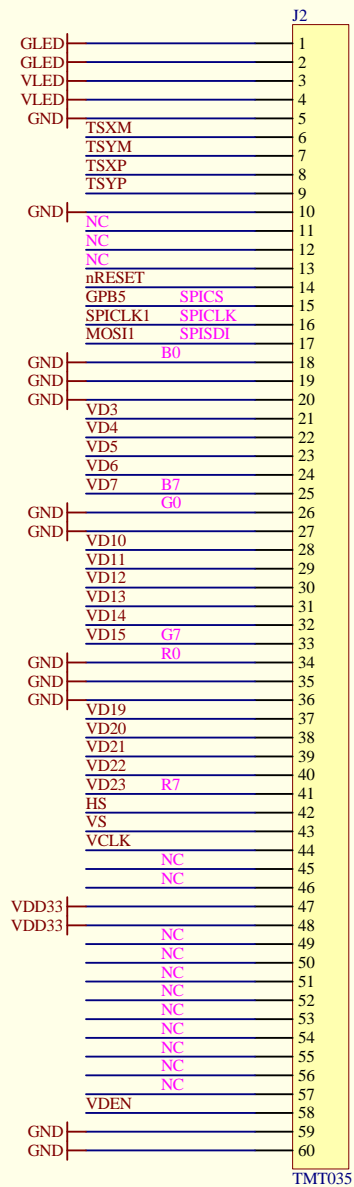 J2
GLED 1
GLED 2
VLED 3
VLED 4
GND 5
TSXM 6
TSYM 7
TSXP 8
TSYP 9
GND 10
NC 11
NC 12
NC 13
nRESET 14
GPB5 SPICS 15
SPICLK1 SPICLK 16
MOSI1 SPISDI 17
GND B0 18
GND 19
GND 20
VD3 21
VD4 22
VD5 23
VD6 24
VD7 B7 25
GND G0 26
GND 27
VD10 28
VD11 29
VD12 30
VD13 31
VD14 32
VD15 G7 33
GND R0 34
GND 35
GND 36
VD19 37
VD20 38
VD21 39
VD22 40
VD23 R7 41
HS 42
VS 43
VCLK 44
NC 45
NC 46
VDD33 47
VDD33 48
NC 49
NC 50
NC 51
NC 52
NC 53
NC 54
NC 55
NC 56
NC 57
VDEN 58
GND 59
GND 60
TMT035